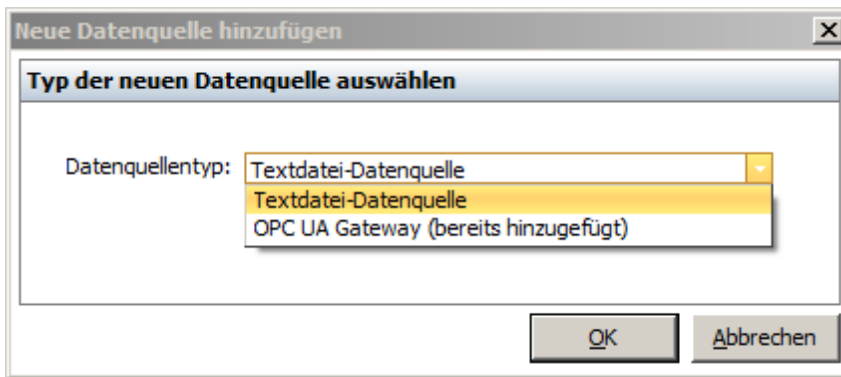 Neue Datenquelle hinzufügen
Typ der neuen Datenquelle auswählen
Datenquellentyp: Textdatei-Datenquelle
Textdatei-Datenquelle
OPC UA Gateway (bereits hinzugefügt)
OK Abbrechen